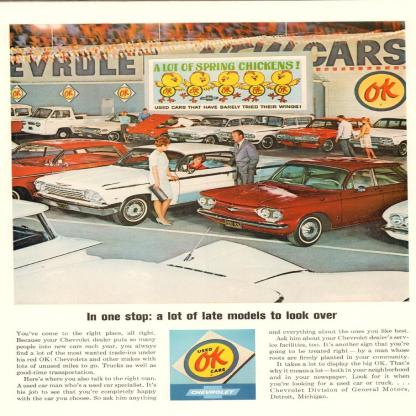 EVROLE
NEW CARS
A LOT OF SPRING CHICKENS!
OK OK OK OK OK
USED CARS THAT HAVE BARELY TRIED THEIR WINGS!
OK
OK
OK
OK
In one stop: a lot of late models to look over
You've come to the right place, all right.
Because your Chevrolet dealer puts so many
people into new cars each year, you always
find a lot of the most wanted trade-ins under
his red OK! Chevrolets and other makes with
lots of unused miles to go. Trucks as well as
good-time transportation.
Here's where you also talk to the right man.
A used car man who's a used car specialist. It's
his job to see that you're completely happy
with the car you choose. So ask him anything
USED
OK
CARS
CHEVROLET
and everything about the ones you like best.
Ask him about your Chevrolet dealer's serv-
ice facilities, too. It's another sign that you're
going to be treated right—by a man whose
roots are firmly fixed in your community.
It takes a lot to display the big OK. That's
why it means a lot—both in your neighborhood
and in your newspaper. Look for it when
you're looking for a used car or truck. . . .
Chevrolet Division of General Motors,
Detroit, Michigan.